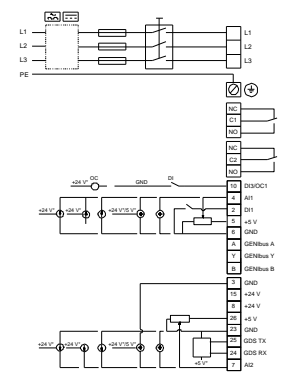 L1
L2
L3
PE
L1
L2
L3
NC
C1
NO
NC
C2
NO
+24 V* OC GND DI 10 DI3/OC1
4 AI1
2 DI1
5 +5 V
6 GND
+24 V* +24 V* +24 V*/5 V*
A GENIbus A
Y GENIbus Y
B GENIbus B
3 GND
15 +24 V
8 +24 V
26 +5 V
23 GND
+24 V* +24 V* +24 V*/5 V*
25 GDS TX
24 GDS RX
+5 V*
7 AI2